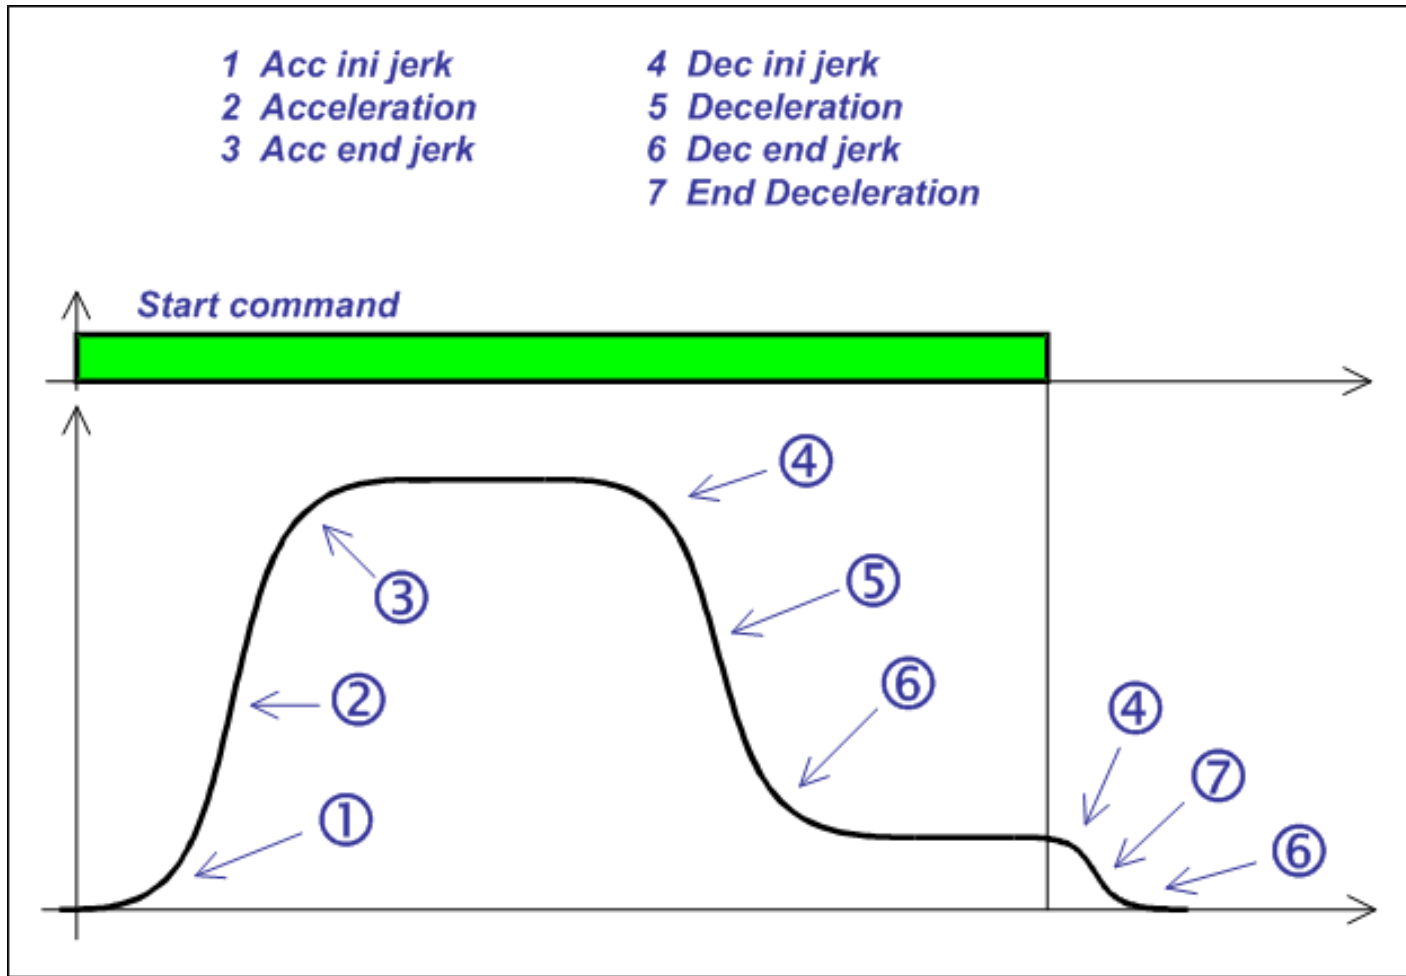 1 Acc ini jerk
2 Acceleration
3 Acc end jerk
4 Dec ini jerk
5 Deceleration
6 Dec end jerk
7 End Deceleration
Start command
④
③
⑤
②
⑥
④
①
⑦
⑥